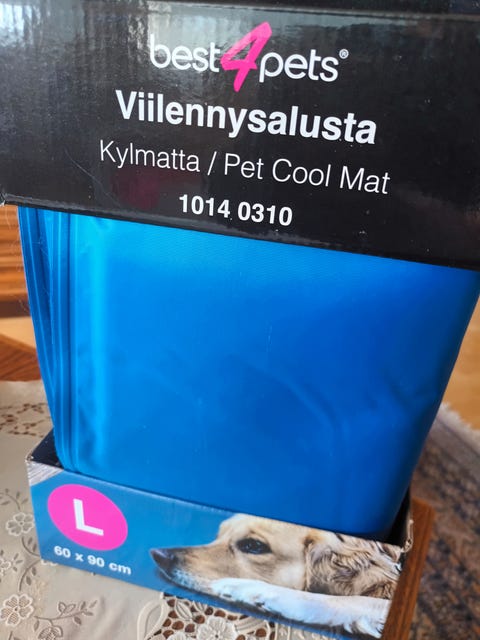 best4pets®
Viilennysalusta
Kylmatta / Pet Cool Mat
1014 0310
L
60 x 90 cm